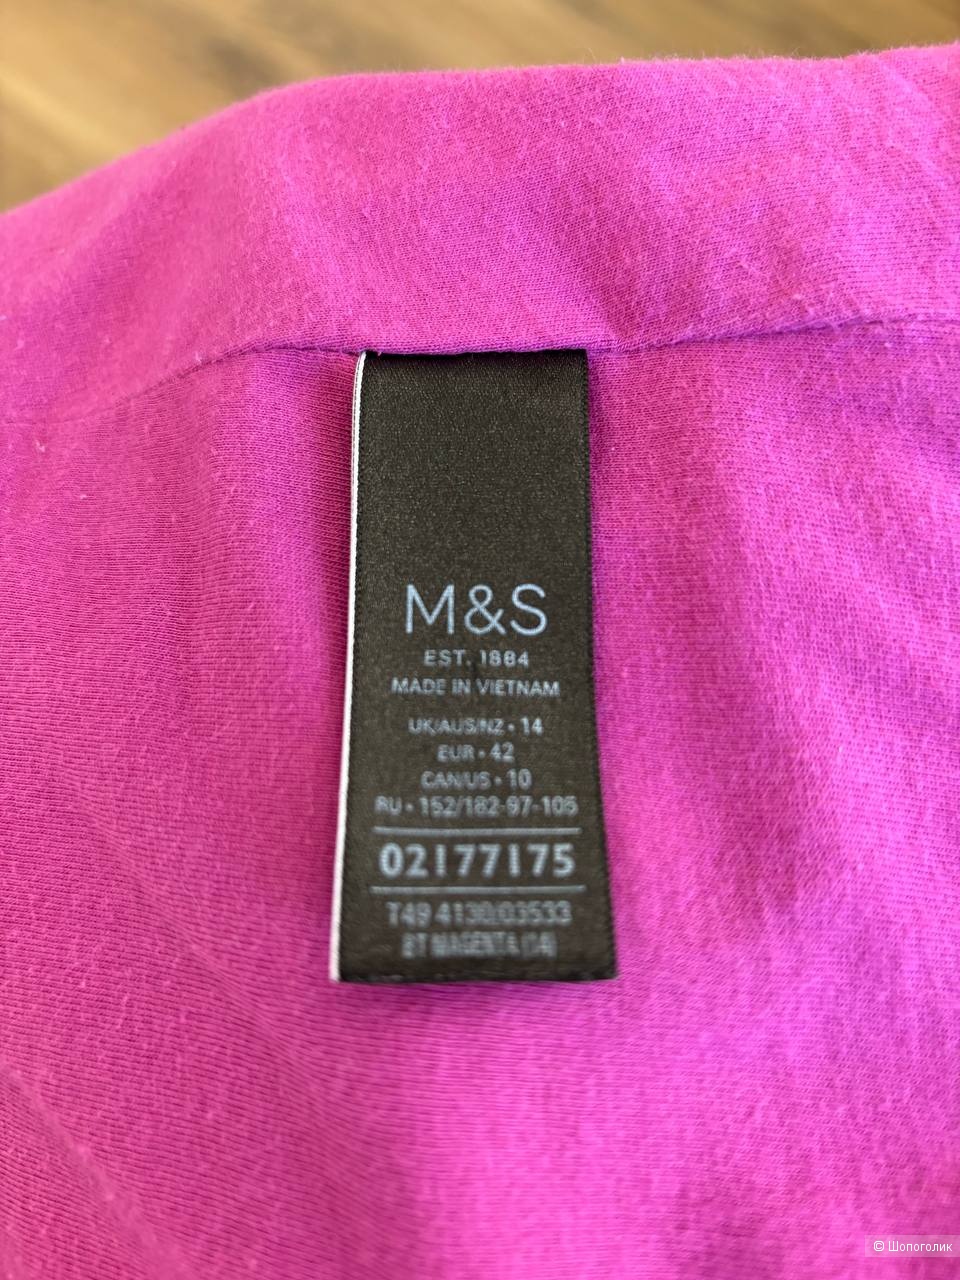 M&S
EST. 1884
MADE IN VIETNAM
UK/AUS/NZ • 14
EUR • 42
CAN/US • 10
RU • 152/182-97-105
02177175
T49 4130/03533
BT MAGENTA (14)
© Шопоголик